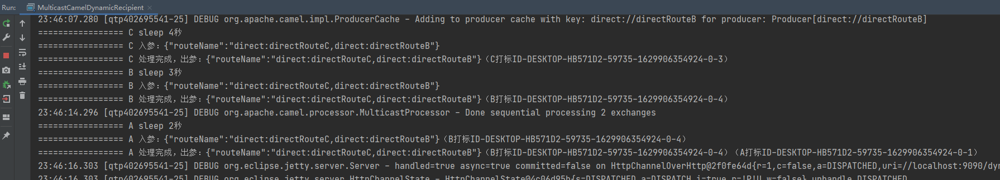 Run: MulticastCamelDynamicRecipient ×
23:46:07.280 [qtp402695541-25] DEBUG org.apache.camel.impl.ProducerCache - Adding to producer cache with key: direct://directRouteB for producer: Producer[direct://directRouteB]
================= C sleep 4秒
================= C 入参：{"routeName":"direct:directRouteC,direct:directRouteB"}
================= C 处理完成，出参：{"routeName":"direct:directRouteC,direct:directRouteB"}（C打标ID-DESKTOP-HB571D2-59735-1629906354924-0-3）
================= B sleep 3秒
================= B 入参：{"routeName":"direct:directRouteC,direct:directRouteB"}
================= B 处理完成，出参：{"routeName":"direct:directRouteC,direct:directRouteB"}（B打标ID-DESKTOP-HB571D2-59735-1629906354924-0-4）
23:46:14.296 [qtp402695541-25] DEBUG org.apache.camel.processor.MulticastProcessor - Done sequential processing 2 exchanges
================= A sleep 2秒
================= A 入参：{"routeName":"direct:directRouteC,direct:directRouteB"}（B打标ID-DESKTOP-HB571D2-59735-1629906354924-0-4）
================= A 处理完成，出参：{"routeName":"direct:directRouteC,direct:directRouteB"}（B打标ID-DESKTOP-HB571D2-59735-1629906354924-0-4）（A打标ID-DESKTOP-HB571D2-59735-1629906354924-0-1）
23:46:16.303 [qtp402695541-25] DEBUG org.eclipse.jetty.server.Server - handled=true async=true committed=false on HttpChannelOverHttp@2f0fe64d{r=1,c=false,a=DISPATCHED,uri=//localhost:9090/dyn
23:46:16.303 [qtp402695541-25] DEBUG org.eclipse.jetty.server.HttpChannelState - HttpChannelState@4c06d95b{s=DISPATCHED a=DISPATCH i=true r=!P!U w=false} unhandle DISPATCHED